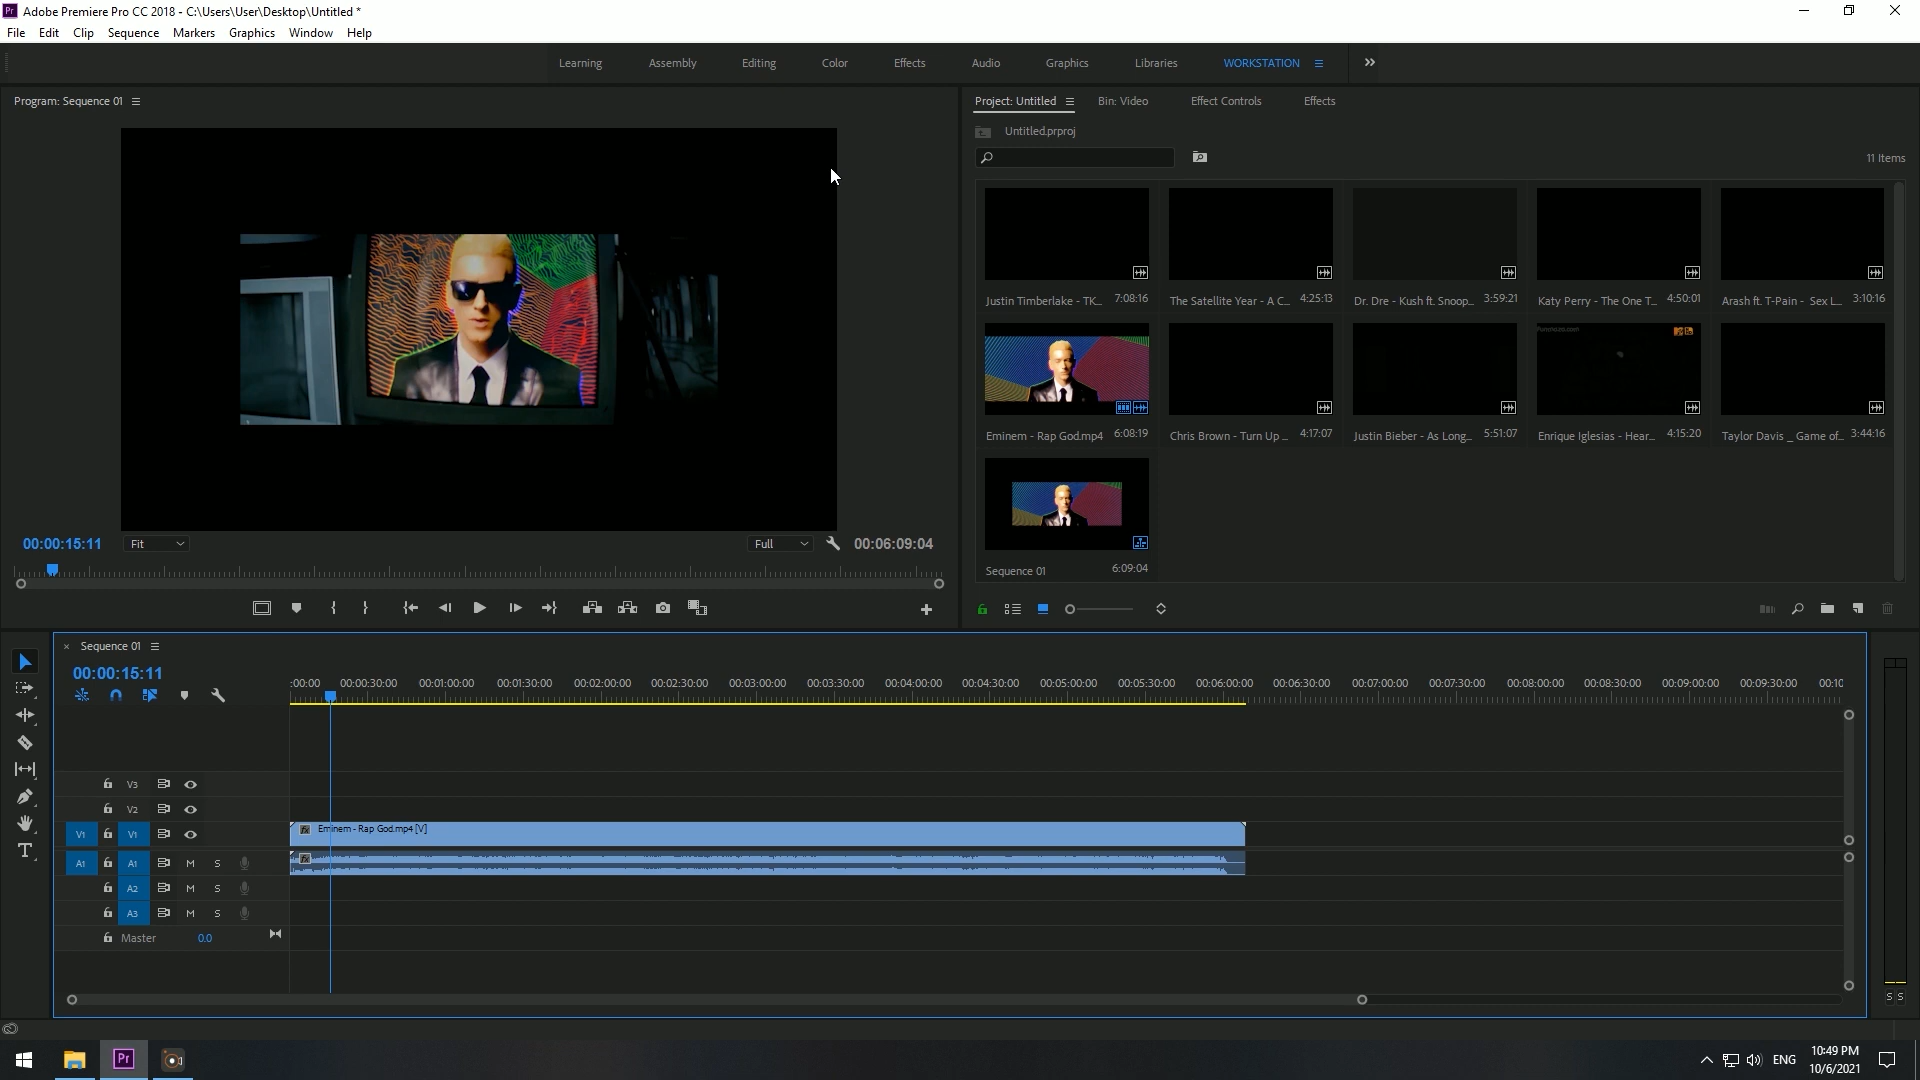 Pr Adobe Premiere Pro CC 2018 - C:\Users\User\Desktop\Untitled *
File Edit Clip Sequence Markers Graphics Window Help
Learning Assembly Editing Color Effects Audio Graphics Libraries WORKSTATION
Program: Sequence 01
Project: Untitled Bin: Video Effect Controls Effects
Untitled.prproj
11 Items
Justin Timberlake - TK... 7:08:16
The Satellite Year - A C... 4:25:13
Dr. Dre - Kush ft. Snoop... 3:59:21
Katy Perry - The One T... 4:50:01
Arash ft. T-Pain - Sex L... 3:10:16
Eminem - Rap God.mp4 6:08:19
Chris Brown - Turn Up ... 4:17:07
Justin Bieber - As Long... 5:51:07
Enrique Iglesias - Hear... 4:15:20
Taylor Davis _ Game of... 3:44:16
Sequence 01 6:09:04
00:00:15:11 Fit Full 00:06:09:04
Sequence 01
00:00:15:11
:00:00 00:00:30:00 00:01:00:00 00:01:30:00 00:02:00:00 00:02:30:00 00:03:00:00 00:03:30:00 00:04:00:00 00:04:30:00 00:05:00:00 00:05:30:00 00:06:00:00 00:06:30:00 00:07:00:00 00:07:30:00 00:08:00:00 00:08:30:00 00:09:00:00 00:09:30:00 00:10
V3
V2
V1 V1 fx Eminem - Rap God.mp4 [V]
A1 A1 M S fx
A2 M S
A3 M S
Master 0.0
S S
Pr
ENG
10:49 PM
10/6/2021